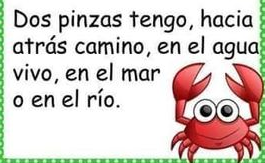 Dos pinzas tengo, hacia
atrás camino, en el agua
vivo, en el mar
o en el río.